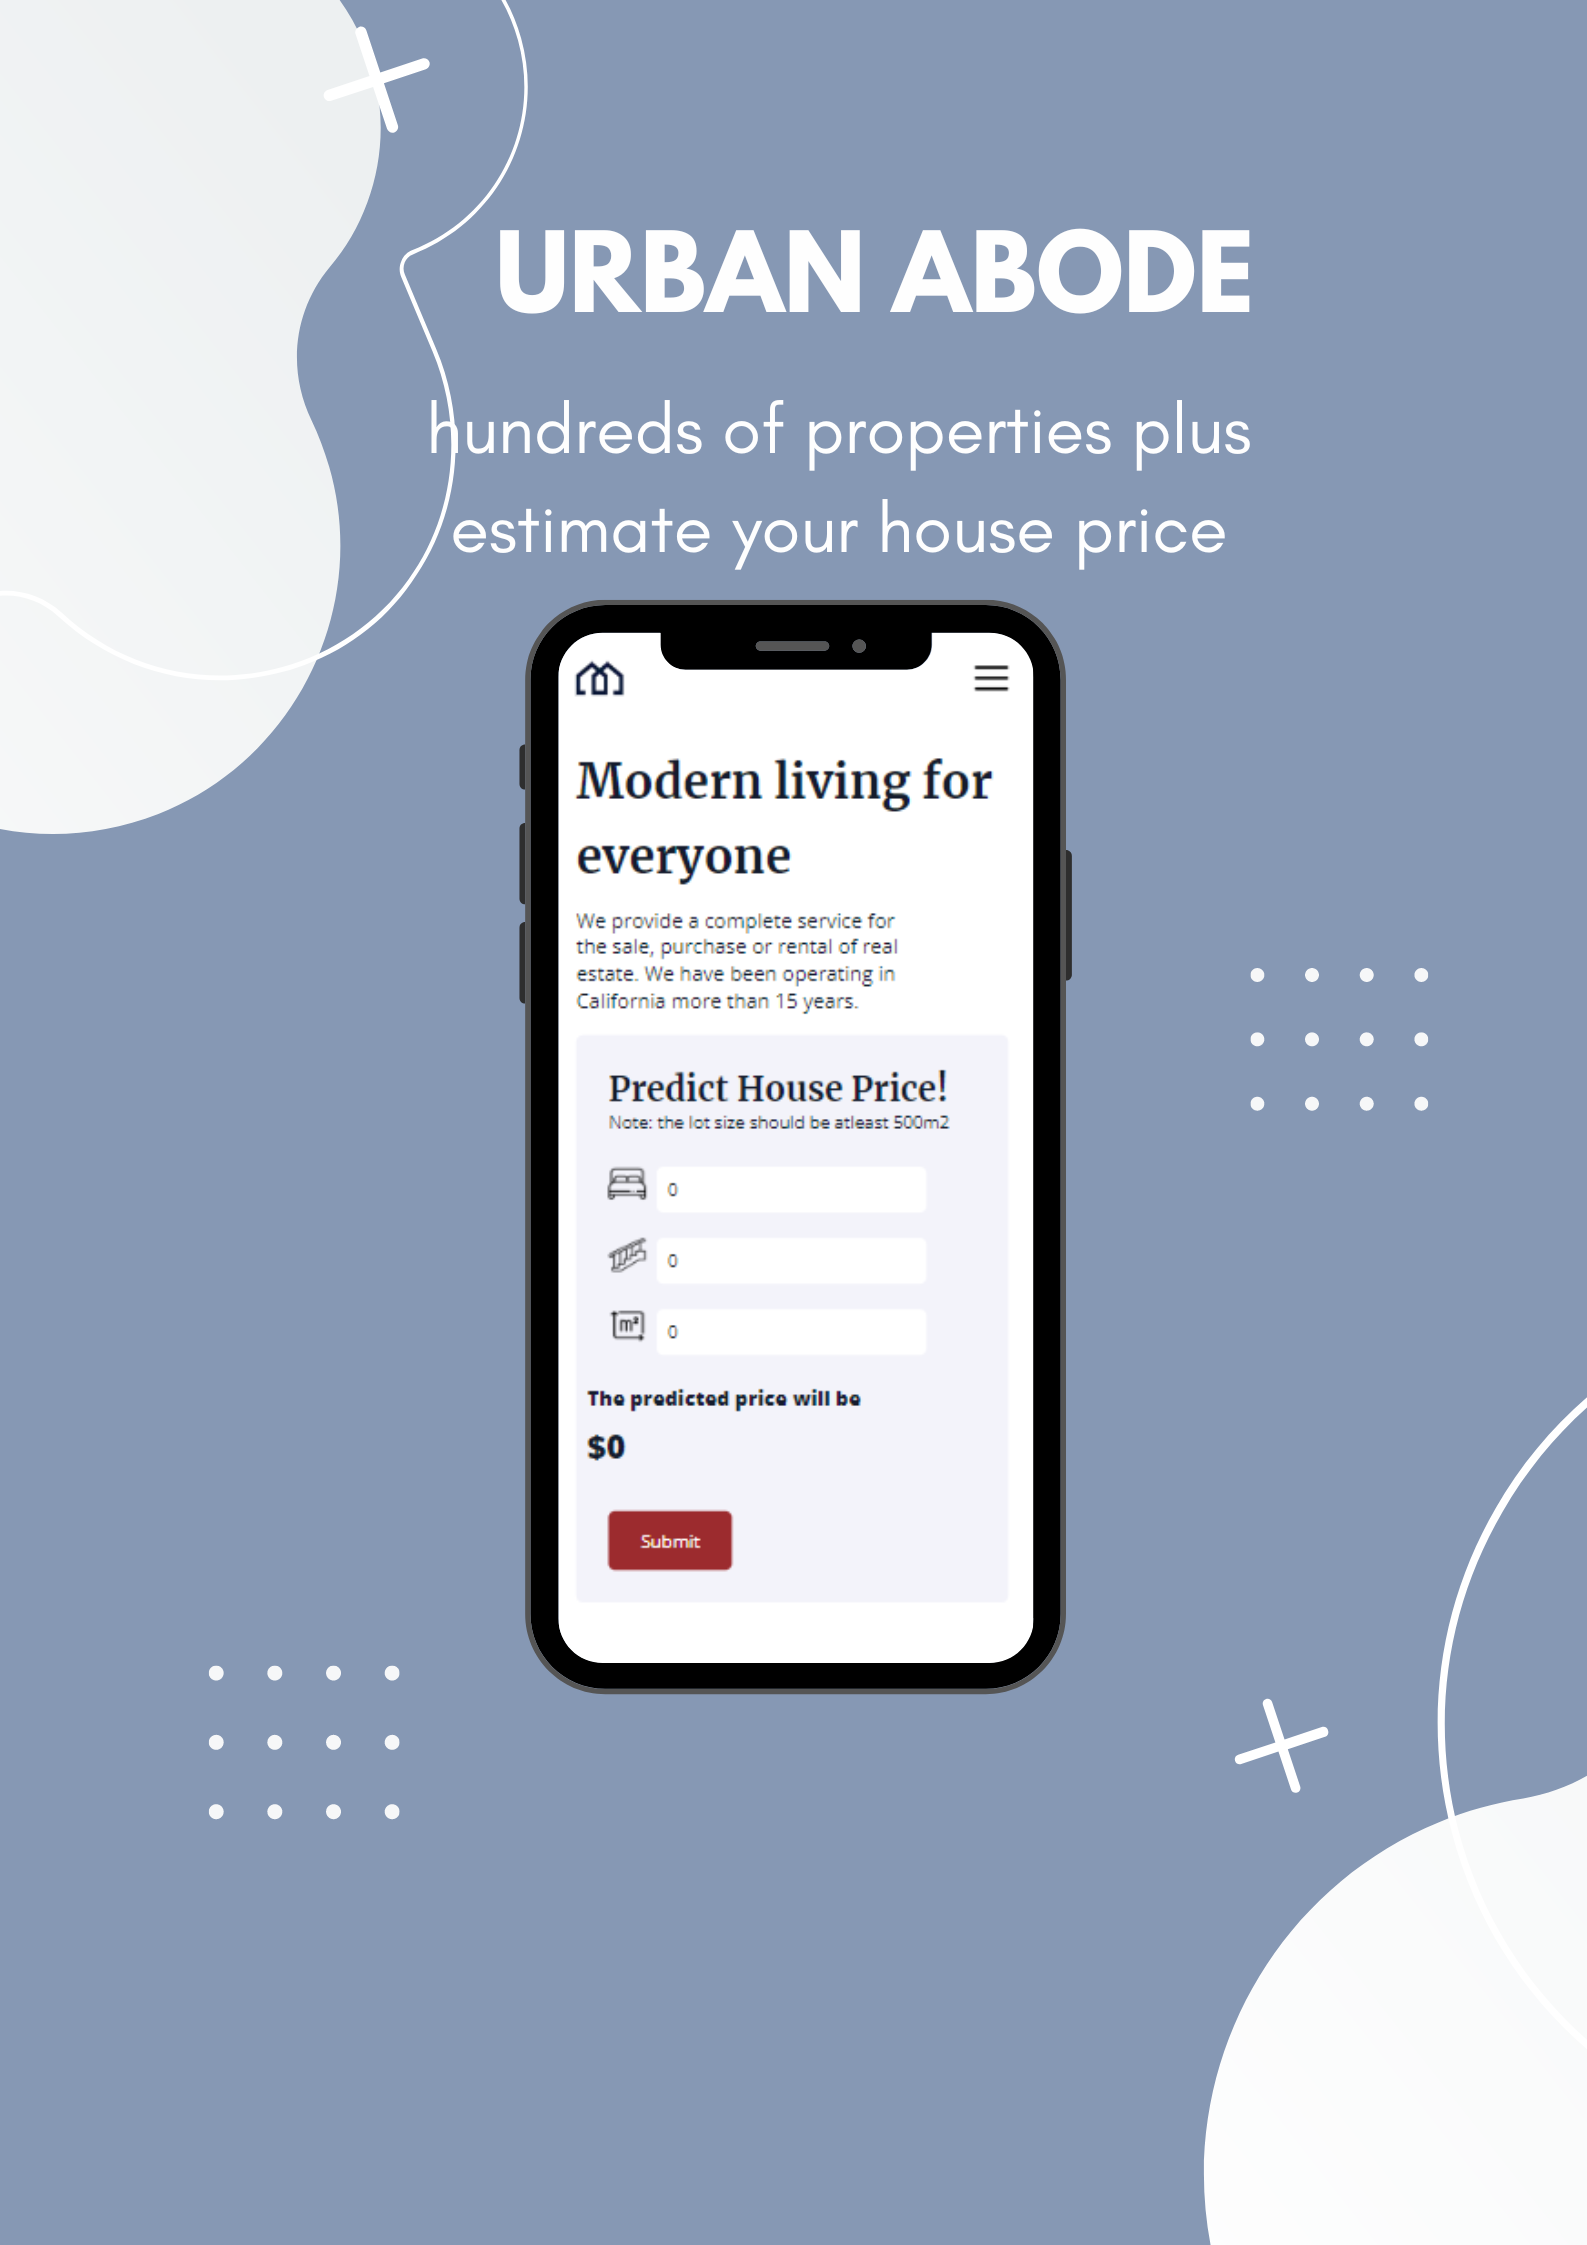 URBAN ABODE
hundreds of properties plus
estimate your house price
Modern living for
everyone
We provide a complete service for
the sale, purchase or rental of real
estate. We have been operating in
California more than 15 years.
Predict House Price!
Note: the lot size should be atleast 500m2
0
0
m²
0
The predicted price will be
$0
Submit